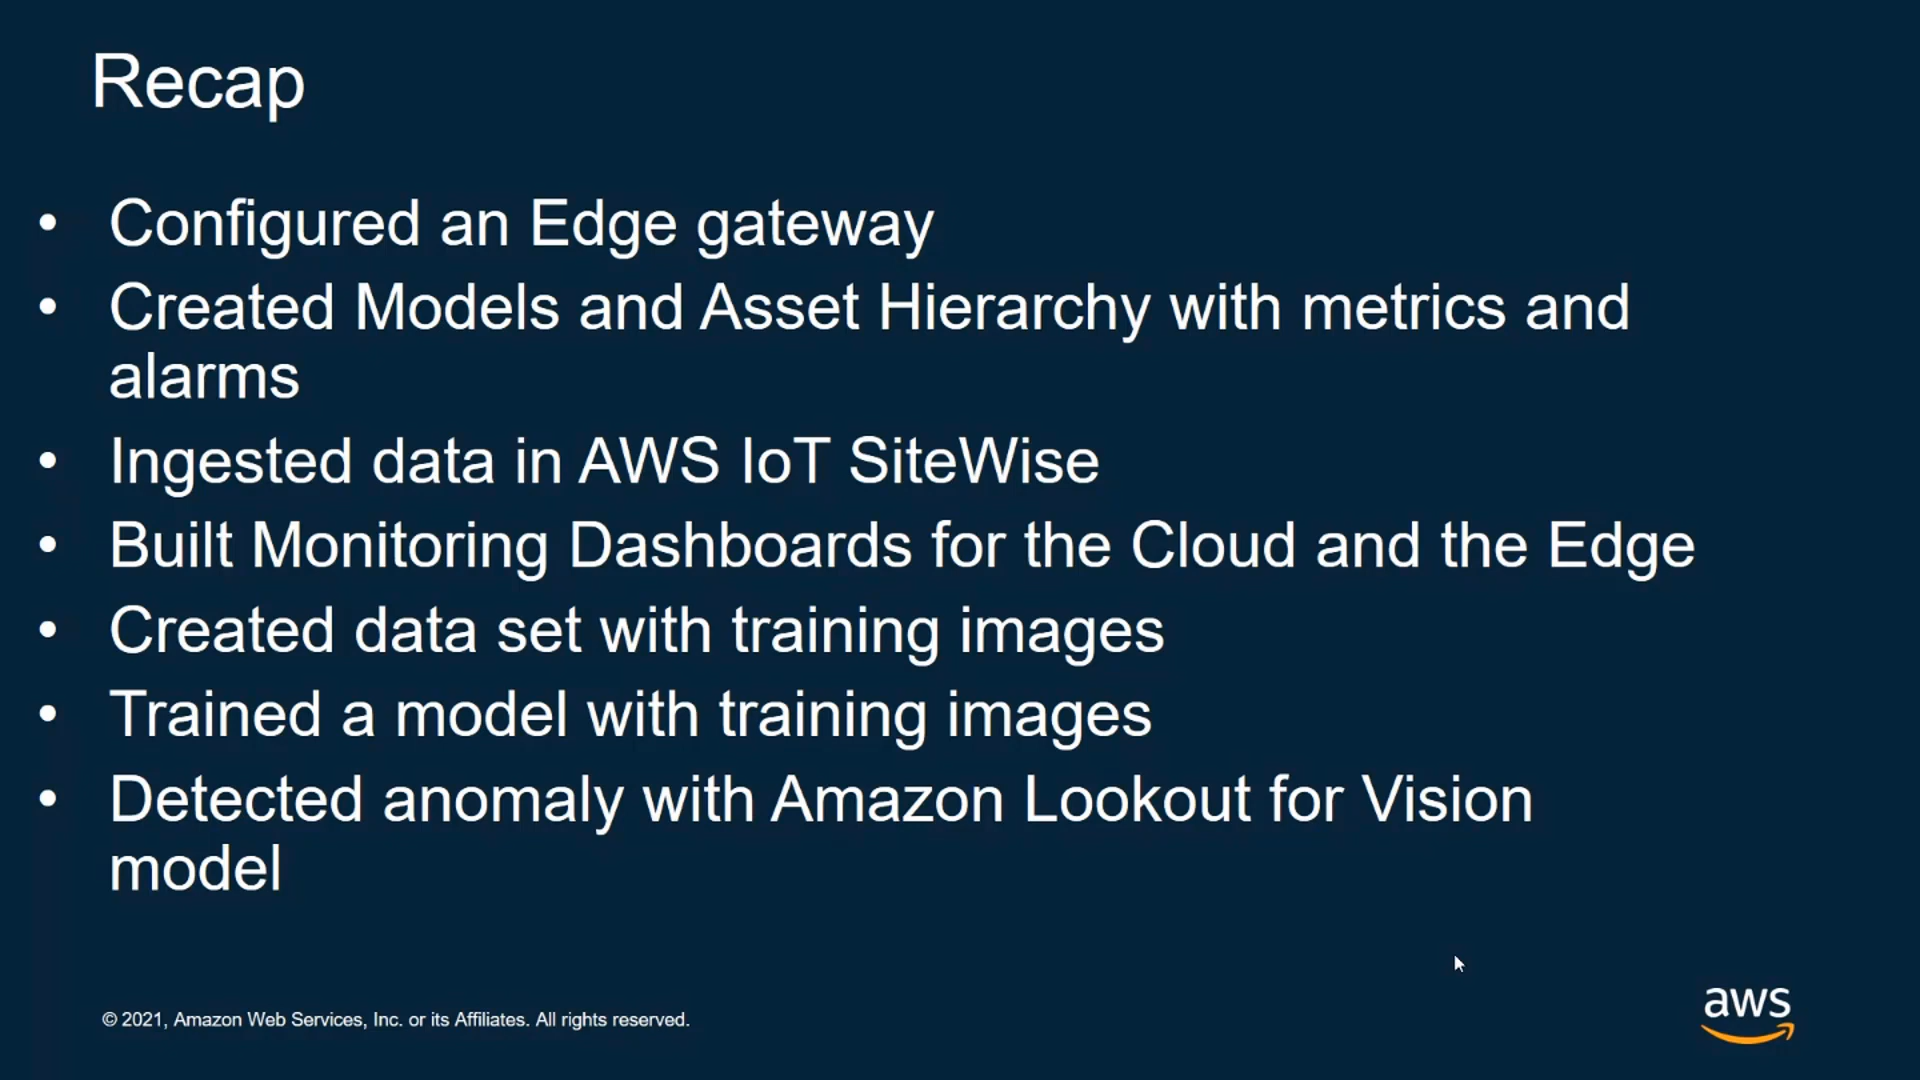 Recap
• Configured an Edge gateway
• Created Models and Asset Hierarchy with metrics and
alarms
• Ingested data in AWS IoT SiteWise
• Built Monitoring Dashboards for the Cloud and the Edge
• Created data set with training images
• Trained a model with training images
• Detected anomaly with Amazon Lookout for Vision
model
© 2021, Amazon Web Services, Inc. or its Affiliates. All rights reserved.
aws